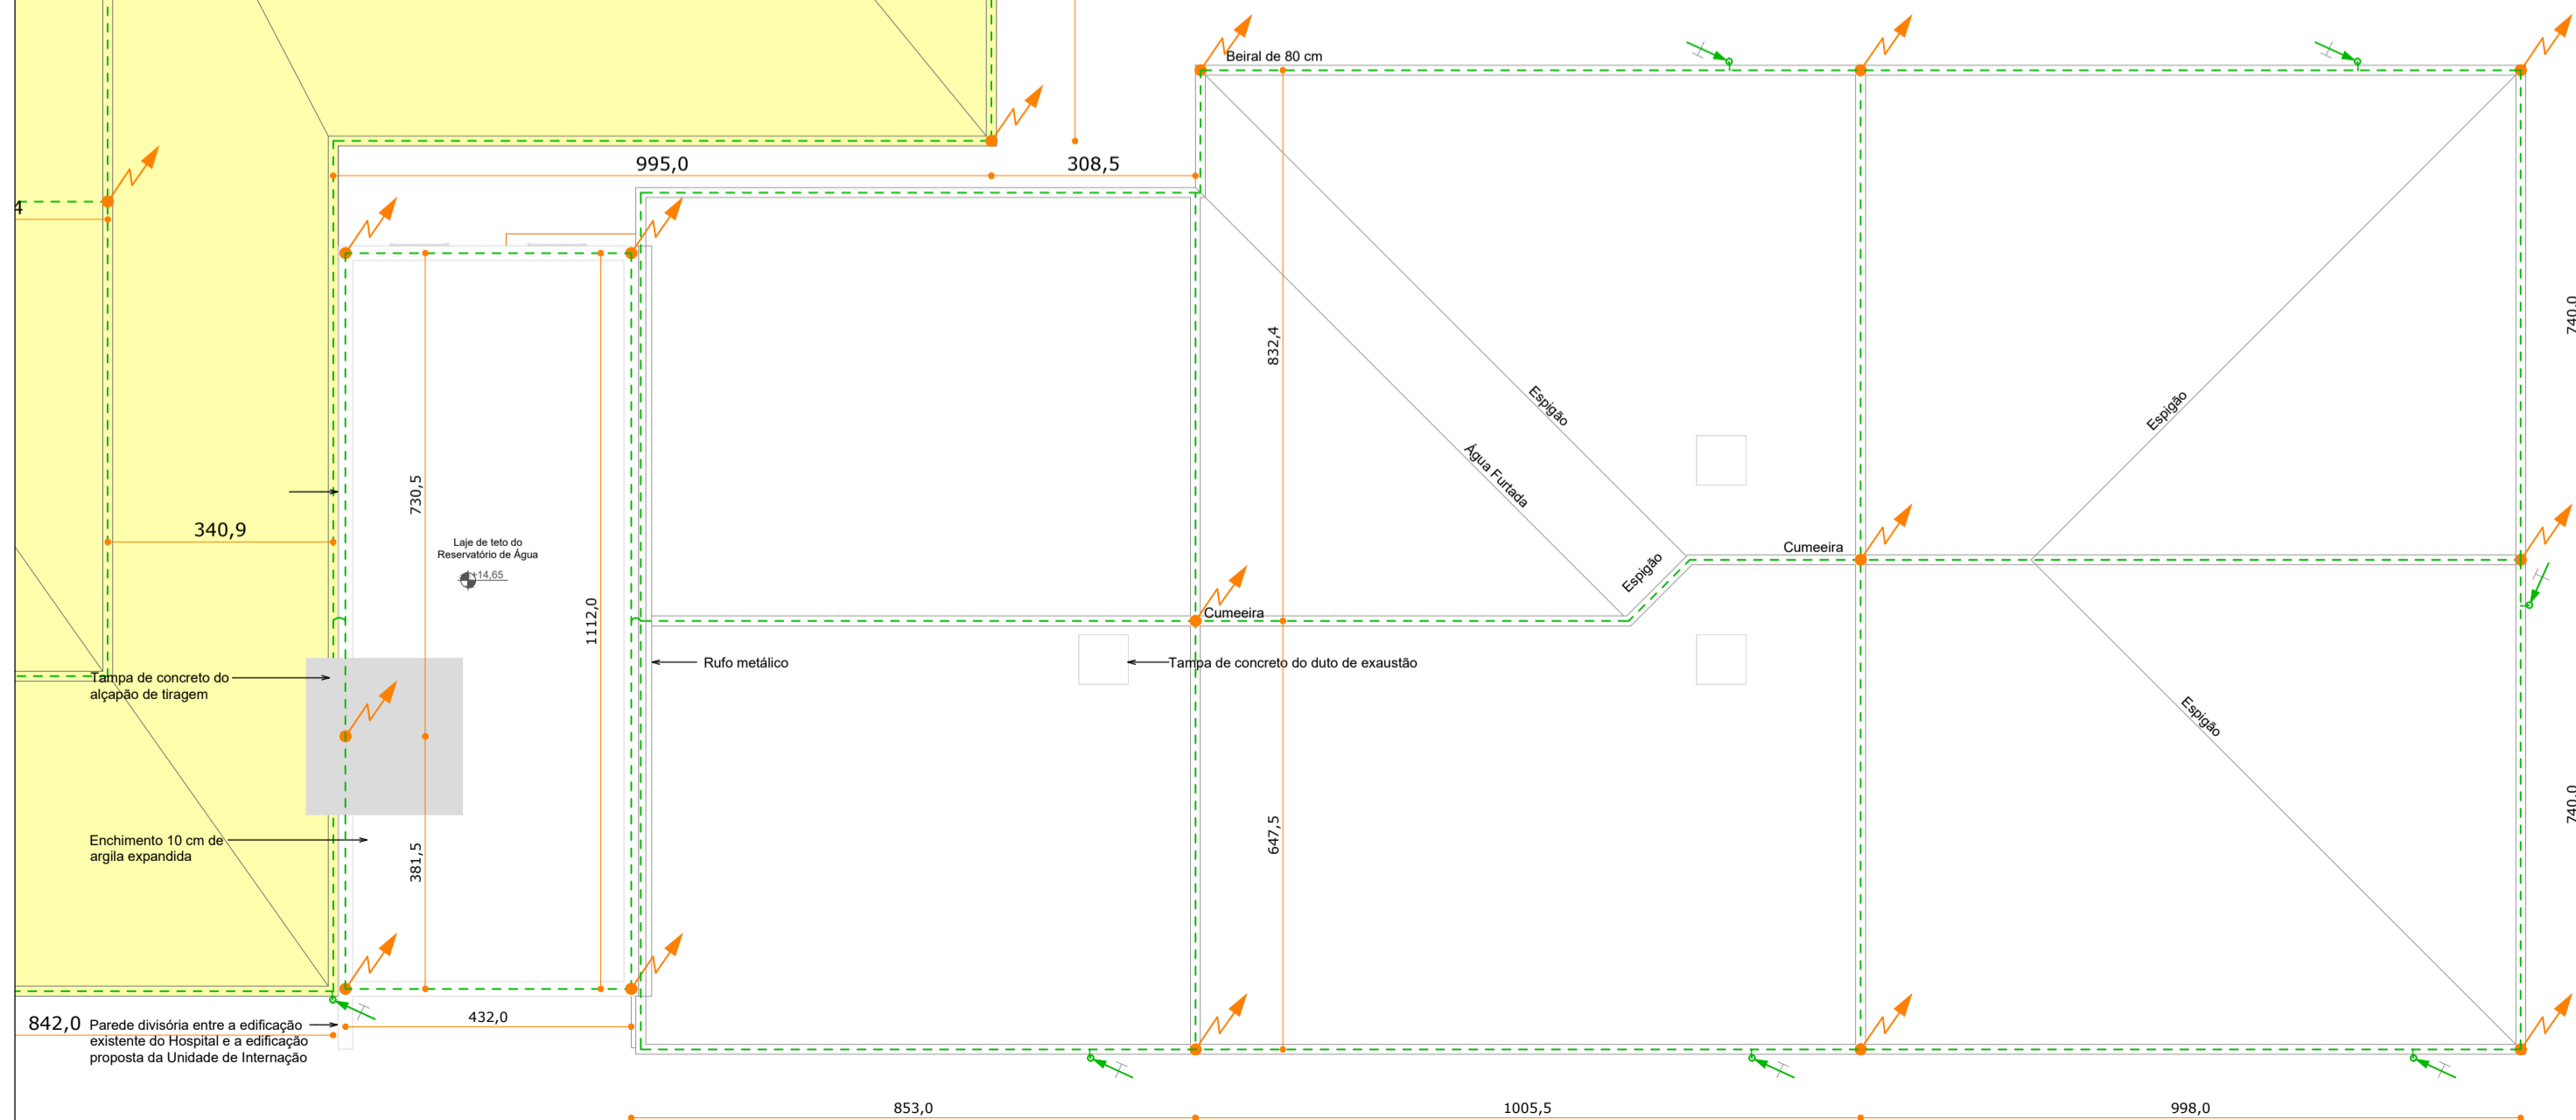 Beiral de 80 cm
995,0
308,5
4
740,0
832,4
Espigão
Espigão
Água Furtada
730,5
340,9
Laje de teto do
Reservatório de Água
+14,65
Cumeeira
Espigão
1112,0
Cumeeira
Rufo metálico
Tampa de concreto do duto de exaustão
Tampa de concreto do
alçapão de tiragem
Espigão
740,0
647,5
Enchimento 10 cm de
argila expandida
381,5
432,0
842,0
Parede divisória entre a edificação
existente do Hospital e a edificação
proposta da Unidade de Internação
853,0
1005,5
998,0